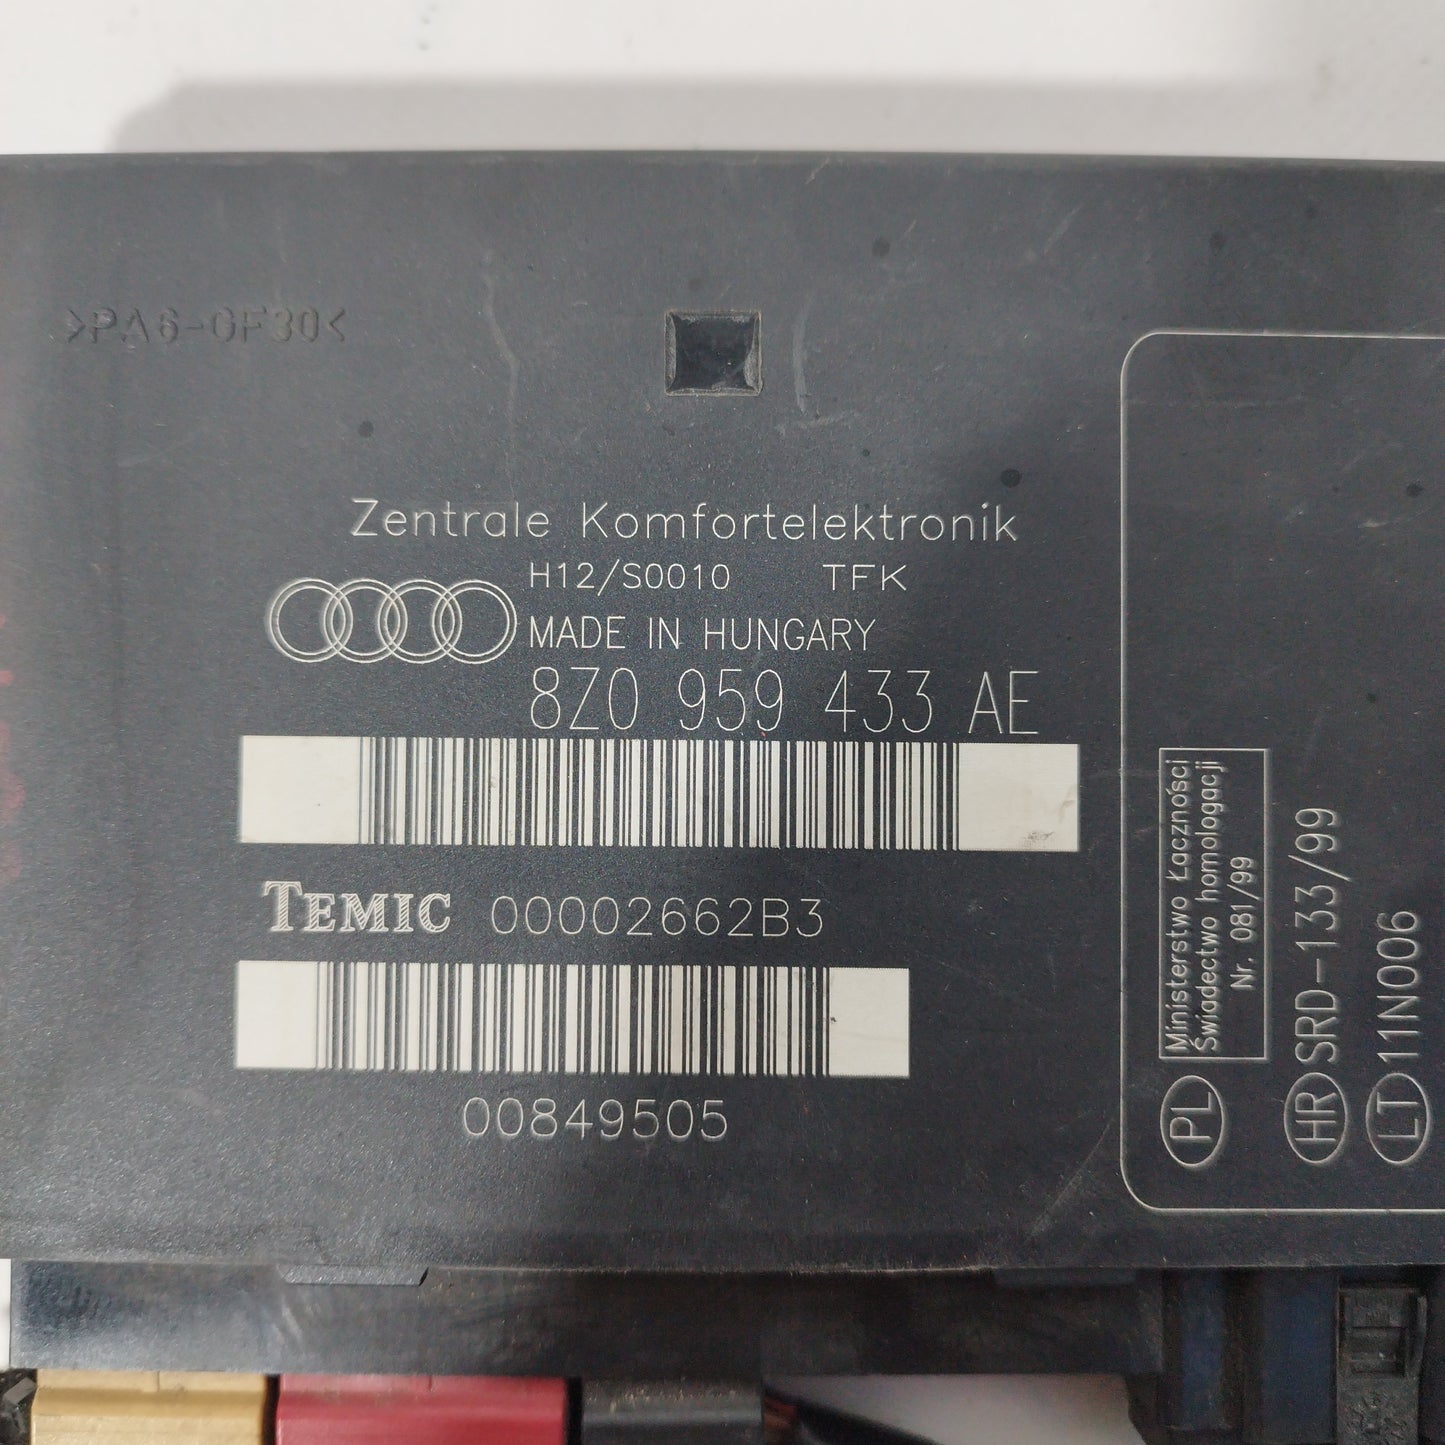 >PA6-GF30<
Zentrale Komfortelektronik
H12/S0010 TFK
MADE IN HUNGARY
8Z0 959 433 AE
TEMIC 00002662B3
00849505
PL Ministerstwo Łączności
Świadectwo homologacji
Nr. 081/99
HR SRD-133/99
LT 11N006